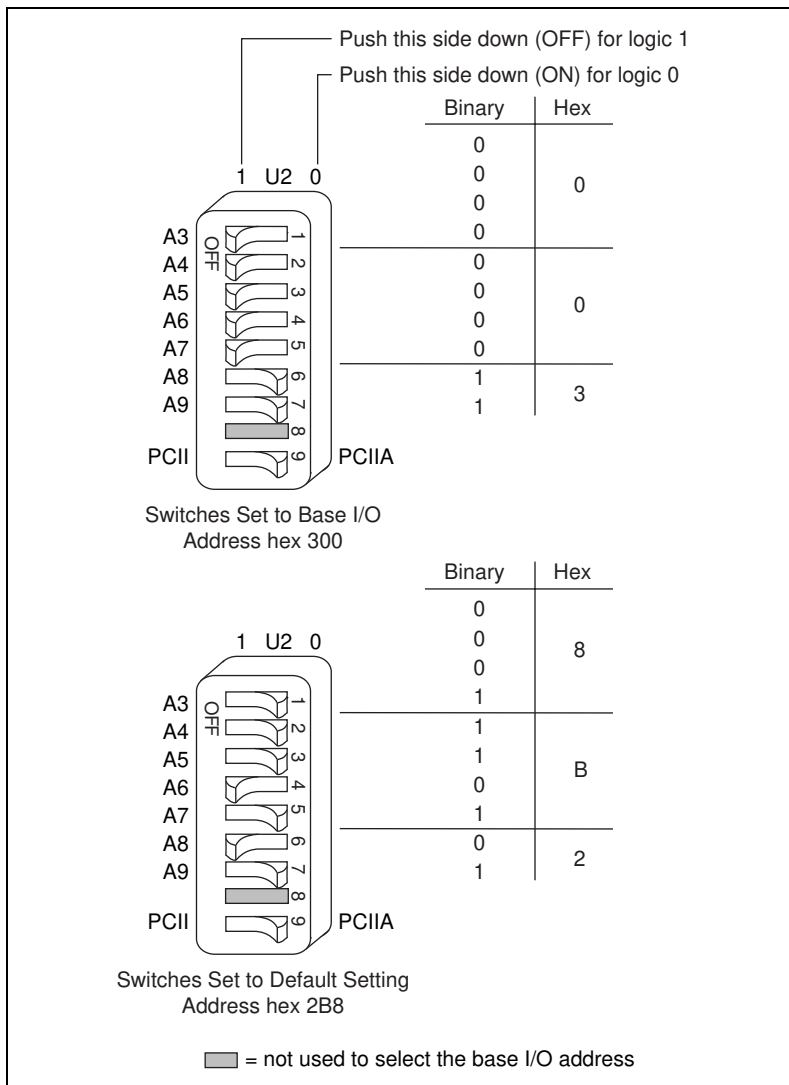 Push this side down (OFF) for logic 1
Push this side down (ON) for logic 0
Binary Hex
0
0
0
0
0
1 U2 0
OFF
A3 1
A4 2
A5 3
A6 4
A7 5
A8 6
A9 7
8
PCII 9 PCIIA
0
0
0
0
0
1
1
3
Switches Set to Base I/O
Address hex 300
Binary Hex
0
0
0
1
8
1 U2 0
OFF
A3 1
A4 2
A5 3
A6 4
A7 5
A8 6
A9 7
8
PCII 9 PCIIA
1
1
0
1
B
0
1
2
Switches Set to Default Setting
Address hex 2B8
= not used to select the base I/O address